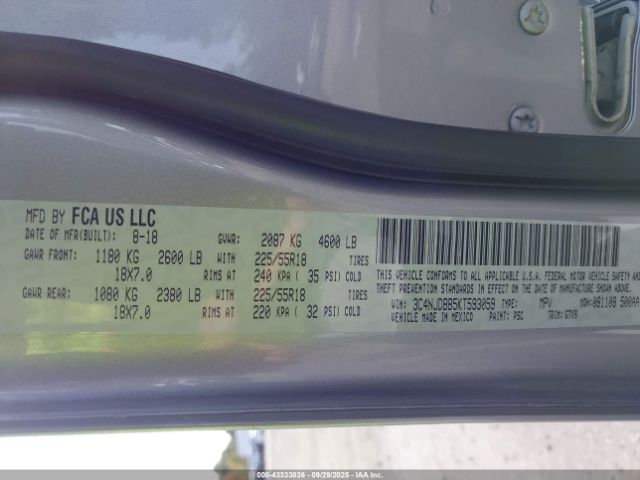 MFD BY FCA US LLC
DATE OF MFR(BUILT): 8-18 GVWR: 2087 KG 4600 LB
GAWR FRONT: 1180 KG 2600 LB WITH 225/55R18 TIRES
18X7.0 RIMS AT 240 KPA ( 35 PSI) COLD
GAWR REAR: 1080 KG 2380 LB WITH 225/55R18 TIRES
18X7.0 RIMS AT 220 KPA ( 32 PSI) COLD
THIS VEHICLE CONFORMS TO ALL APPLICABLE U.S.A. FEDERAL MOTOR VEHICLE SAFETY, BUMPER, AND
THEFT PREVENTION STANDARDS IN EFFECT ON THE DATE OF MANUFACTURE SHOWN ABOVE.
VIN: 3C4NJDBB5KT593059 TYPE: MPV MDH: 081108
VEHICLE MADE IN MEXICO PAINT: PSC TRIM:
000-43333836 - 09/29/2025 - IAA Inc.